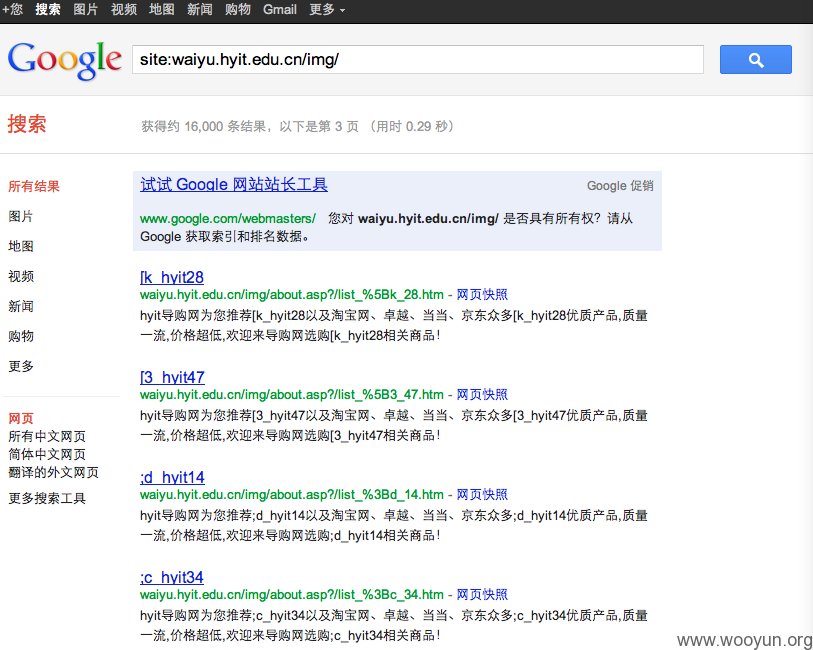 +您 搜索 图片 视频 地图 新闻 购物 Gmail 更多
Google site:waiyu.hyit.edu.cn/img/
搜索 获得约 16,000 条结果，以下是第 3 页 （用时 0.29 秒）
所有结果
图片
地图
视频
新闻
购物
更多
网页
所有中文网页
简体中文网页
翻译的外文网页
更多搜索工具
试试 Google 网站站长工具 Google 促销
www.google.com/webmasters/ 您对 waiyu.hyit.edu.cn/img/ 是否具有所有权？请从
Google 获取索引和排名数据。
[k_hyit28
waiyu.hyit.edu.cn/img/about.asp?/list_%5Bk_28.htm - 网页快照
hyit导购网为您推荐[k_hyit28以及淘宝网、卓越、当当、京东众多[k_hyit28优质产品,质量
一流,价格超低,欢迎来导购网选购[k_hyit28相关商品！
[3_hyit47
waiyu.hyit.edu.cn/img/about.asp?/list_%5B3_47.htm - 网页快照
hyit导购网为您推荐[3_hyit47以及淘宝网、卓越、当当、京东众多[3_hyit47优质产品,质量
一流,价格超低,欢迎来导购网选购[3_hyit47相关商品！
;d_hyit14
waiyu.hyit.edu.cn/img/about.asp?/list_%3Bd_14.htm - 网页快照
hyit导购网为您推荐;d_hyit14以及淘宝网、卓越、当当、京东众多;d_hyit14优质产品,质量
一流,价格超低,欢迎来导购网选购;d_hyit14相关商品！
;c_hyit34
waiyu.hyit.edu.cn/img/about.asp?/list_%3Bc_34.htm - 网页快照
hyit导购网为您推荐;c_hyit34以及淘宝网、卓越、当当、京东众多;c_hyit34优质产品,质量
一流,价格超低,欢迎来导购网选购;c_hyit34相关商品！
www.wooyun.org